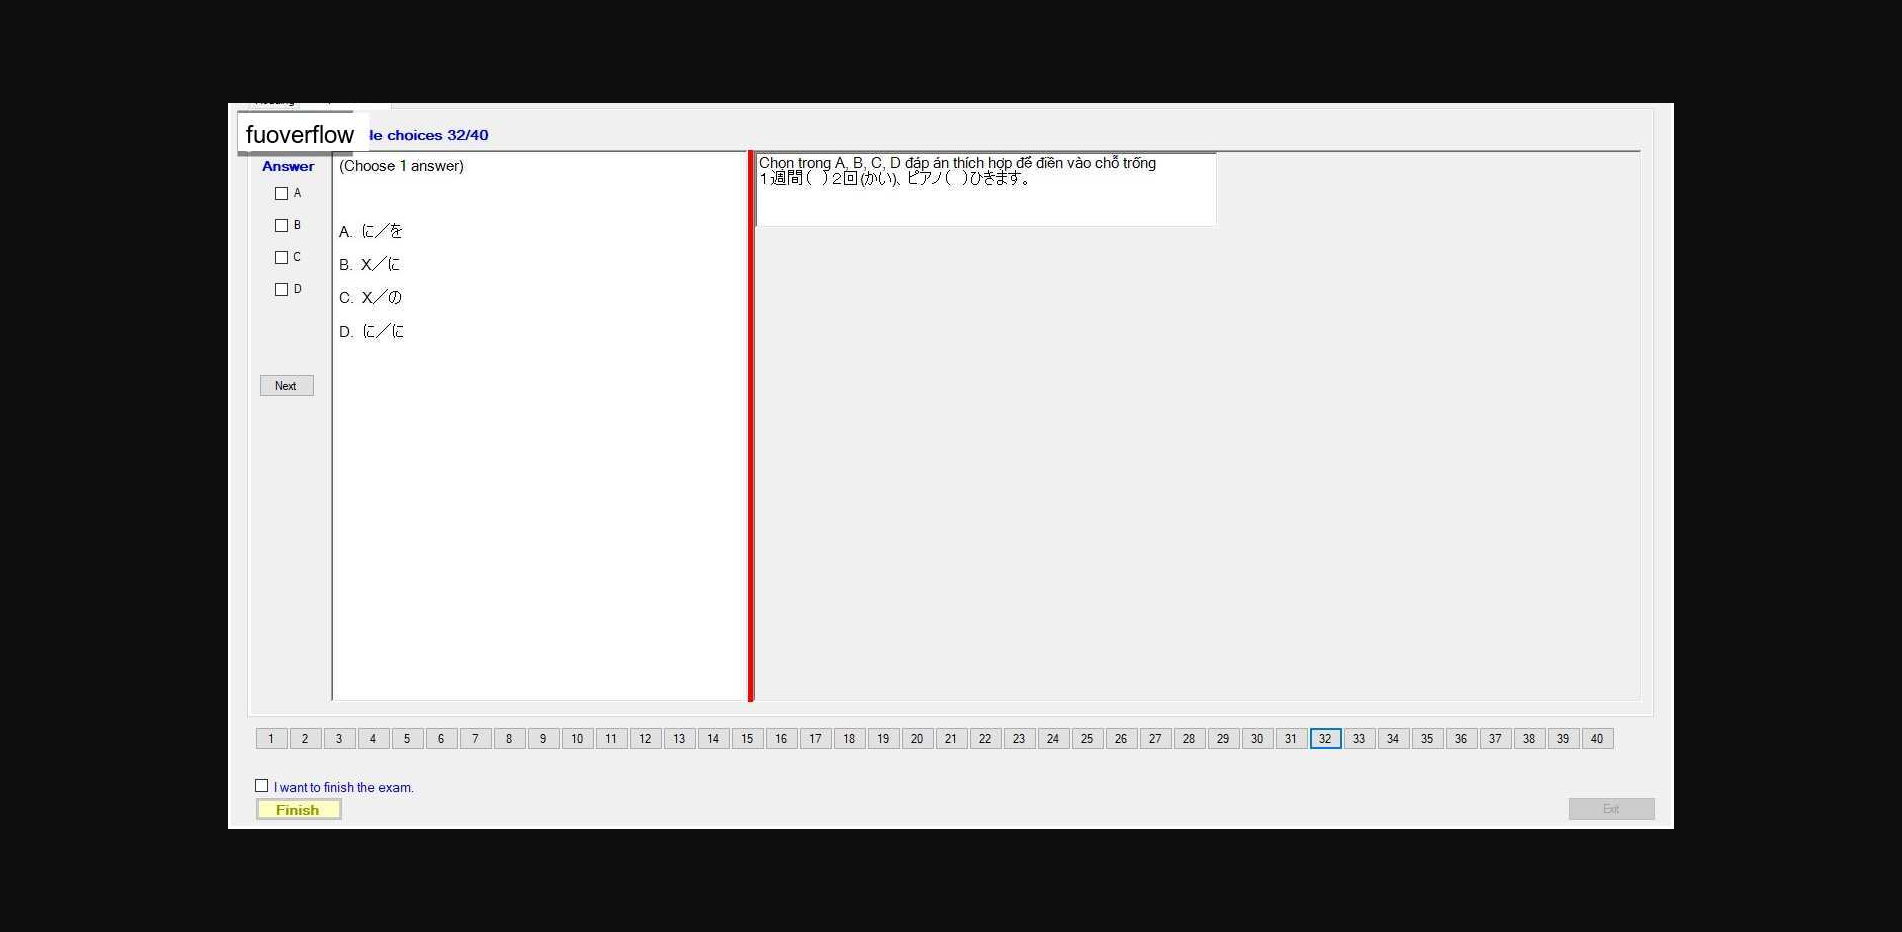 fuoverflow
le choices 32/40
Answer
(Choose 1 answer)
A
B
C
D
A. に／を
B. X／に
C. X／の
D. に／に
Next
Chọn trong A, B, C, D đáp án thích hợp để điền vào chỗ trống
１週間 ( ) ２回 (かい)、ピアノ ( ) ひきます。
1 2 3 4 5 6 7 8 9 10 11 12 13 14 15 16 17 18 19 20 21 22 23 24 25 26 27 28 29 30 31 32 33 34 35 36 37 38 39 40
I want to finish the exam.
Finish
Exit